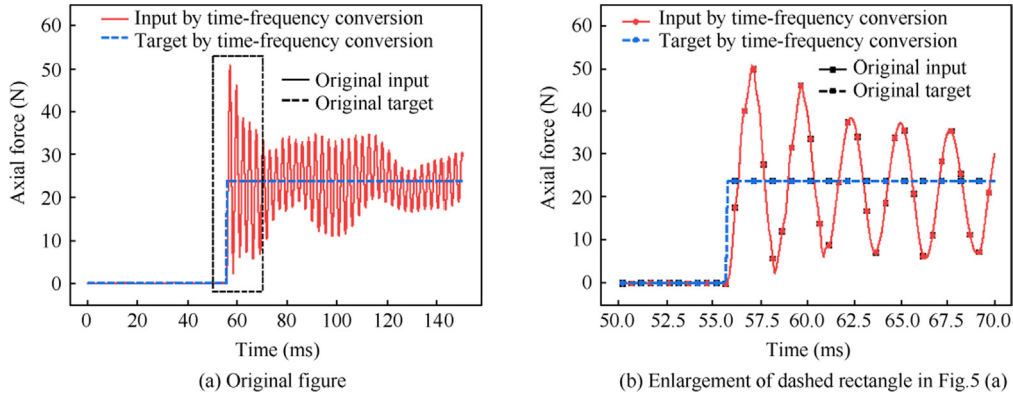 60
50
40
30
20
10
0
Axial force (N)
Input by time-frequency conversion
Target by time-frequency conversion
Original input
Original target
0 20 40 60 80 100 120 140
Time (ms)
(a) Original figure
60
50
40
30
20
10
0
Axial force (N)
Input by time-frequency conversion
Target by time-frequency conversion
Original input
Original target
50.0 52.5 55.0 57.5 60.0 62.5 65.0 67.5 70.0
Time (ms)
(b) Enlargement of dashed rectangle in Fig.5 (a)